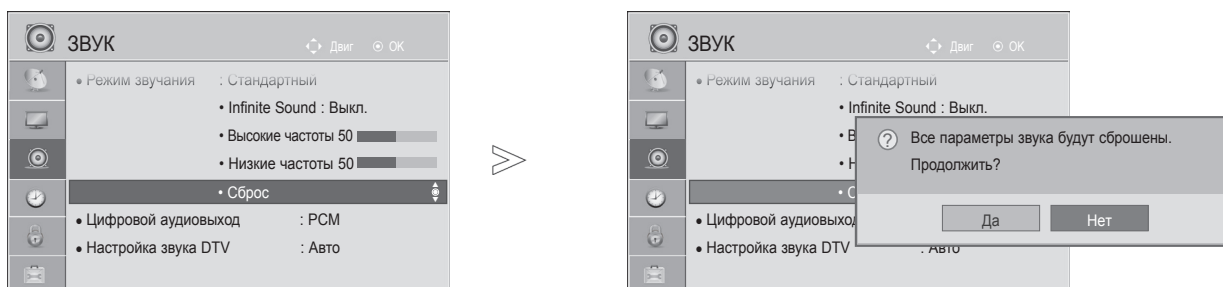 ЗВУК
Двиг
ОК
• Режим звучания : Стандартный
• Infinite Sound : Выкл.
• Высокие частоты 50
• Низкие частоты 50
• Сброс
• Цифровой аудиовыход : PCM
• Настройка звука DTV : Авто
ЗВУК
Двиг
ОК
• Режим звучания : Стандартный
• Infinite Sound : Выкл.
• В
• Н
• С
• Цифровой аудиовыход
• Настройка звука DTV : Авто
Все параметры звука будут сброшены.
Продолжить?
Да
Нет